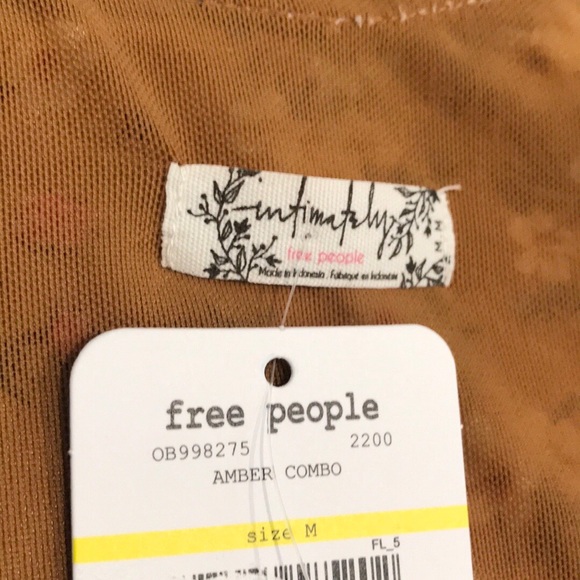 intimately
free people
Made in Indonesia . Fabriqué en Indonésie
M M
free people
OB998275 2200
AMBER COMBO
size M
FL_5